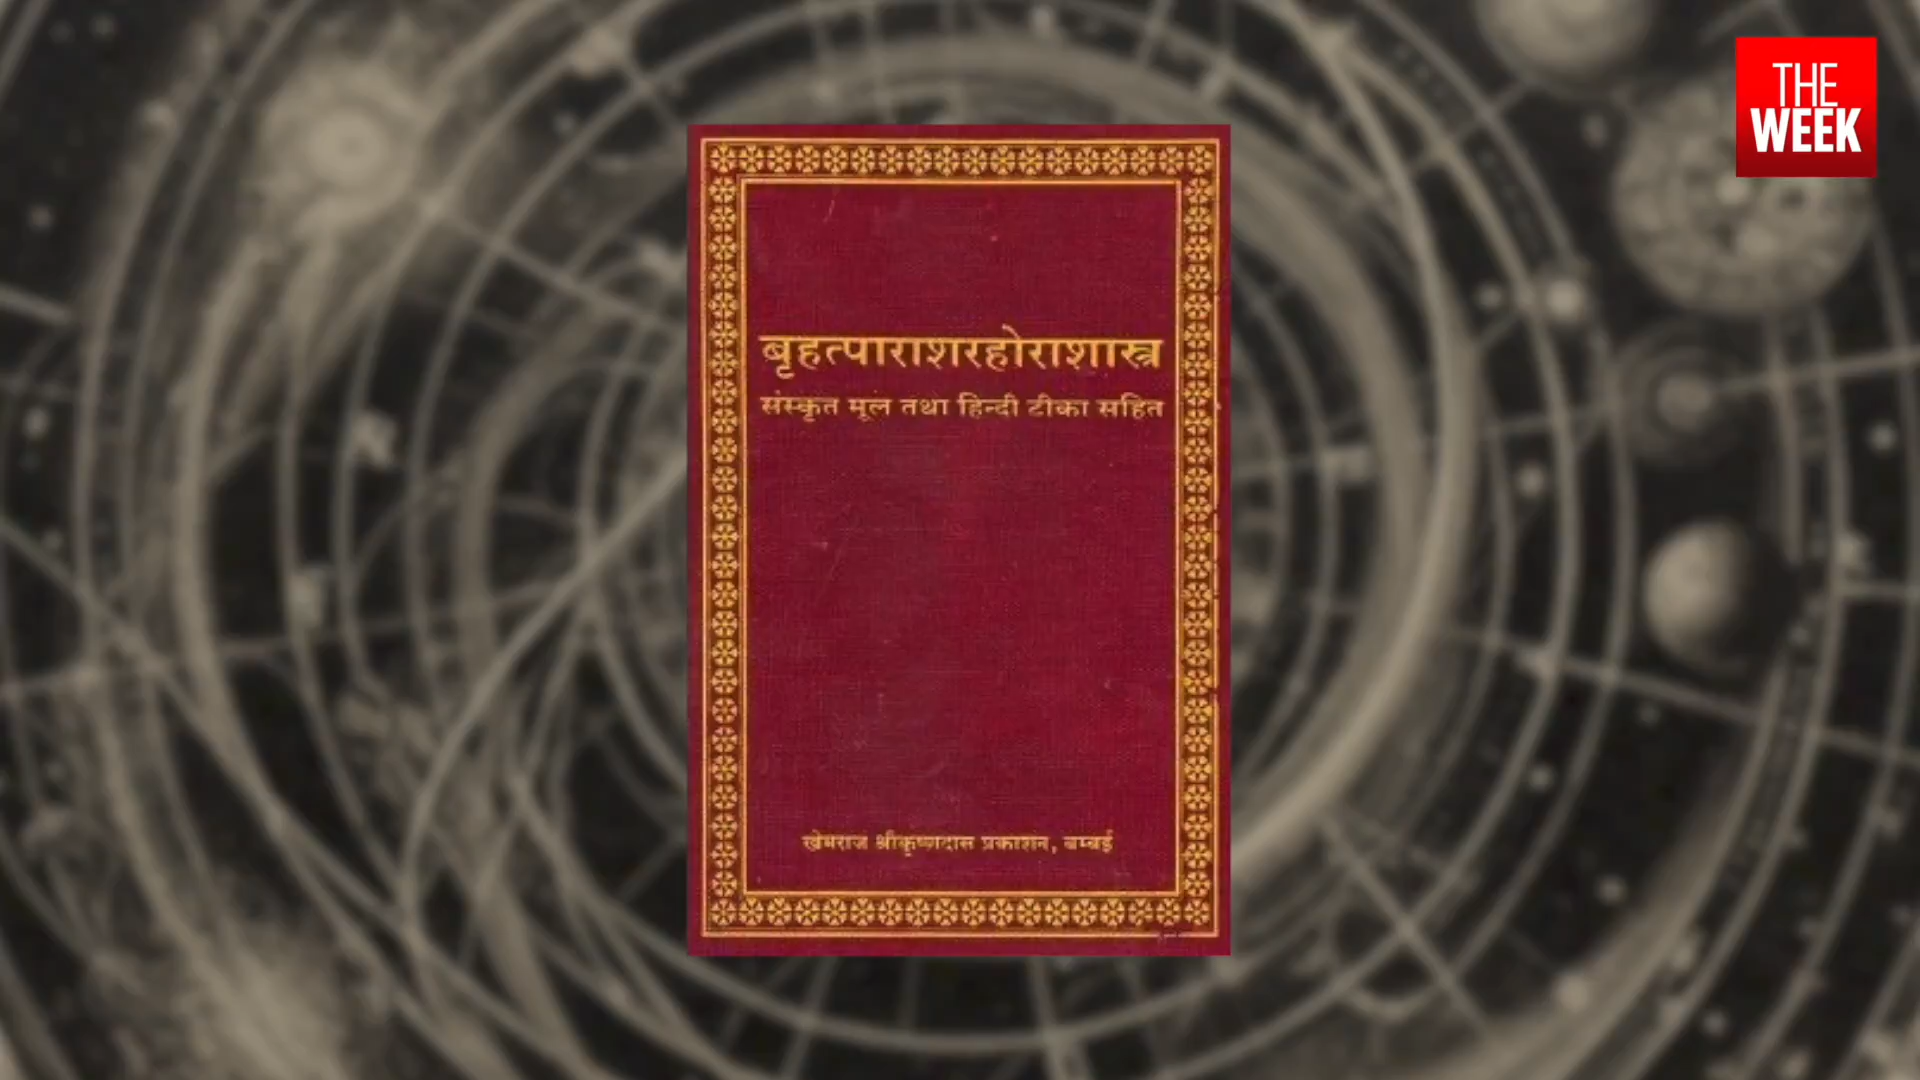 THE
WEEK
बृहत्पाराशरहोराशास्त्र
संस्कृत मूल तथा हिन्दी टीका सहित
खेमराज श्रीकृष्णदास प्रकाशन, बम्बई